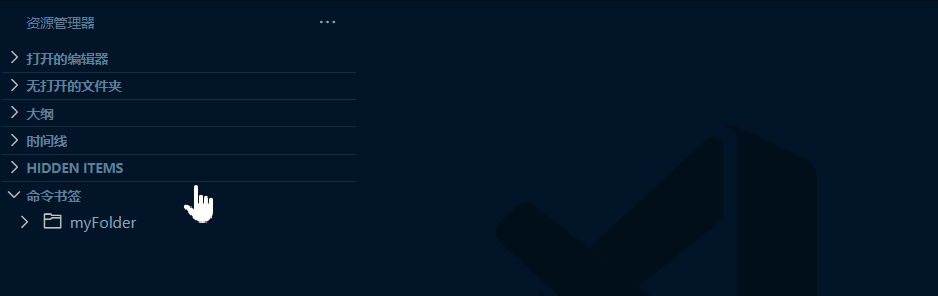 资源管理器
打开的编辑器
无打开的文件夹
大纲
时间线
HIDDEN ITEMS
命令书签
myFolder